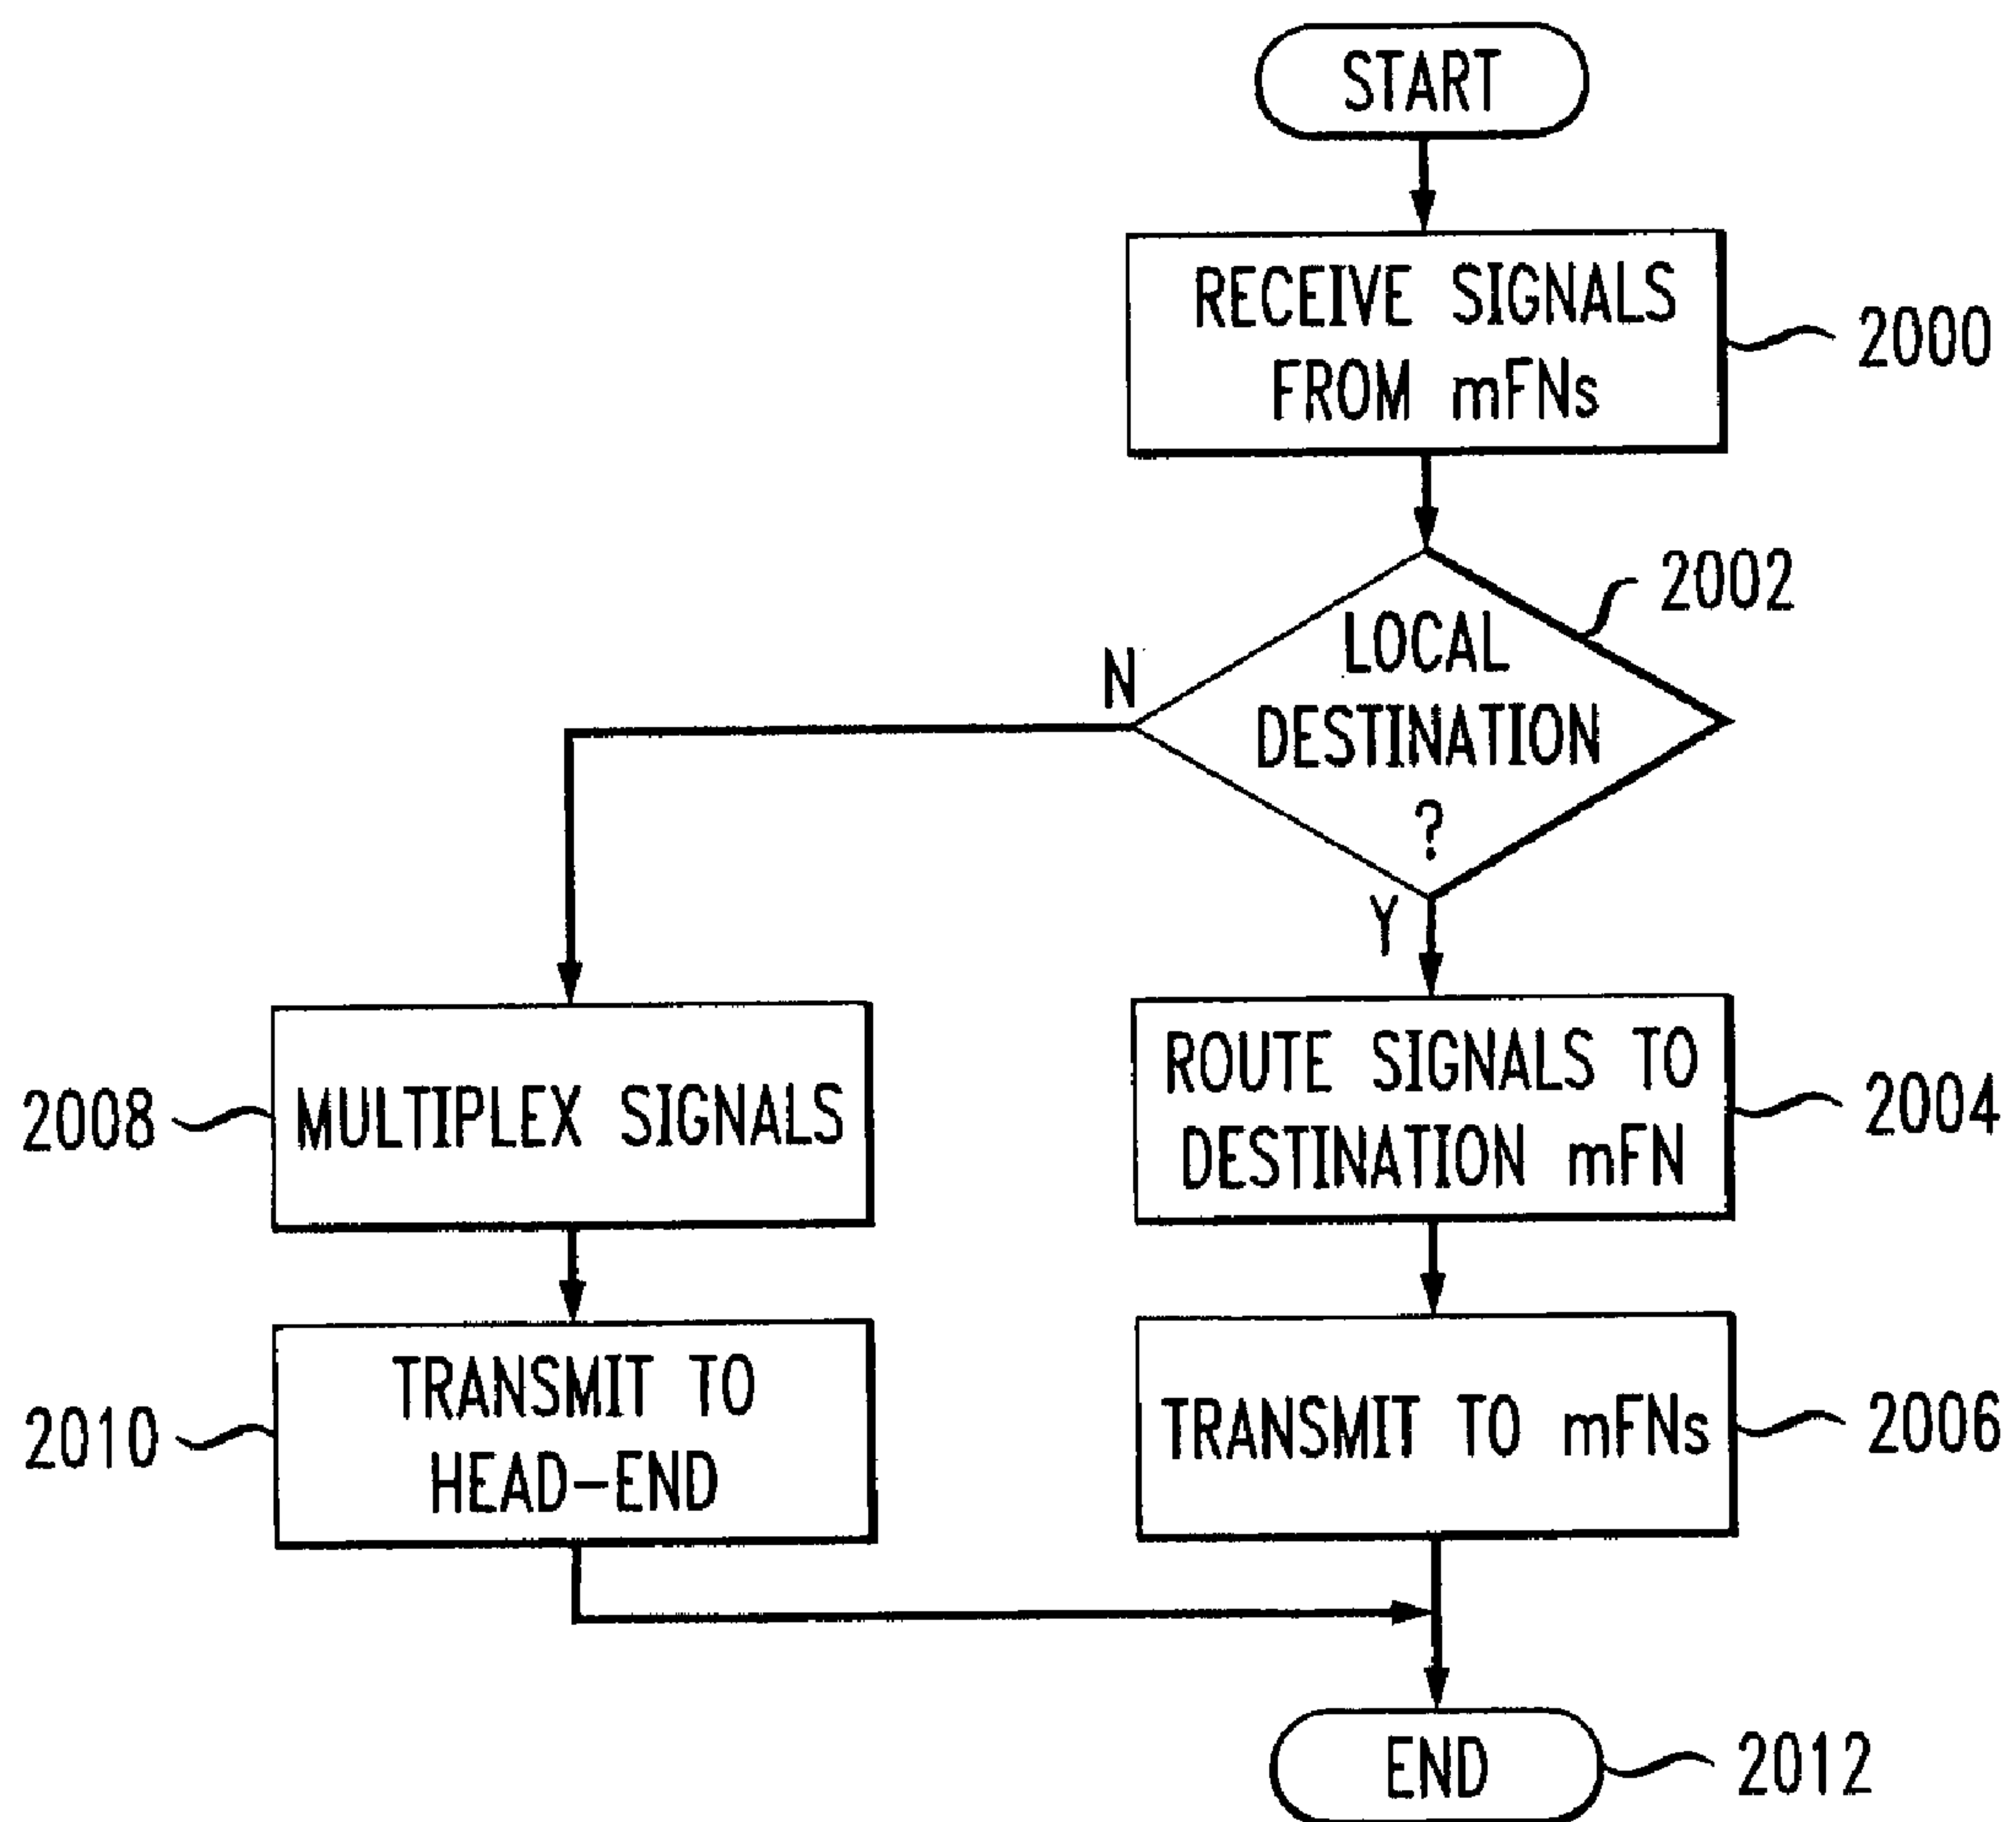 START
RECEIVE SIGNALS
FROM mFNs
2000
2002
LOCAL
DESTINATION
?
N
Y
ROUTE SIGNALS TO
DESTINATION mFN
2004
2008
MULTIPLEX SIGNALS
TRANSMIT TO mFNs
2006
2010
TRANSMIT TO
HEAD-END
END
2012